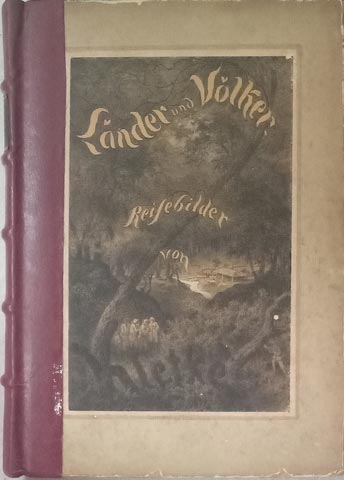 Länder und Völker.
Reisebilder
von